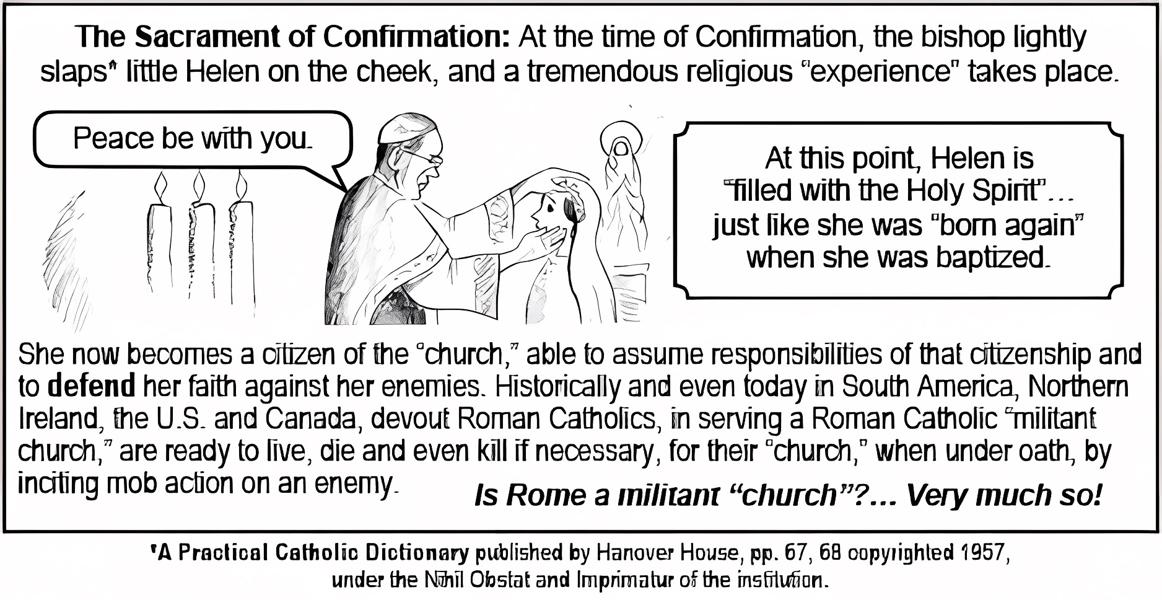 The Sacrament of Confirmation: At the time of Confirmation, the bishop lightly
slaps* little Helen on the cheek, and a tremendous religious "experience" takes place.
Peace be with you.
At this point, Helen is
"filled with the Holy Spirit"...
just like she was "born again"
when she was baptized.
She now becomes a citizen of the "church," able to assume responsibilities of that citizenship and
to defend her faith against her enemies. Historically and even today in South America, Northern
Ireland, the U.S. and Canada, devout Roman Catholics, in serving a Roman Catholic "militant
church," are ready to live, die and even kill if necessary, for their "church," when under oath, by
inciting mob action on an enemy.
Is Rome a militant "church"?... Very much so!
*A Practical Catholic Dictionary published by Hanover House, pp. 67, 68 copyrighted 1957,
under the Nihil Obstat and Imprimatur of the institution.